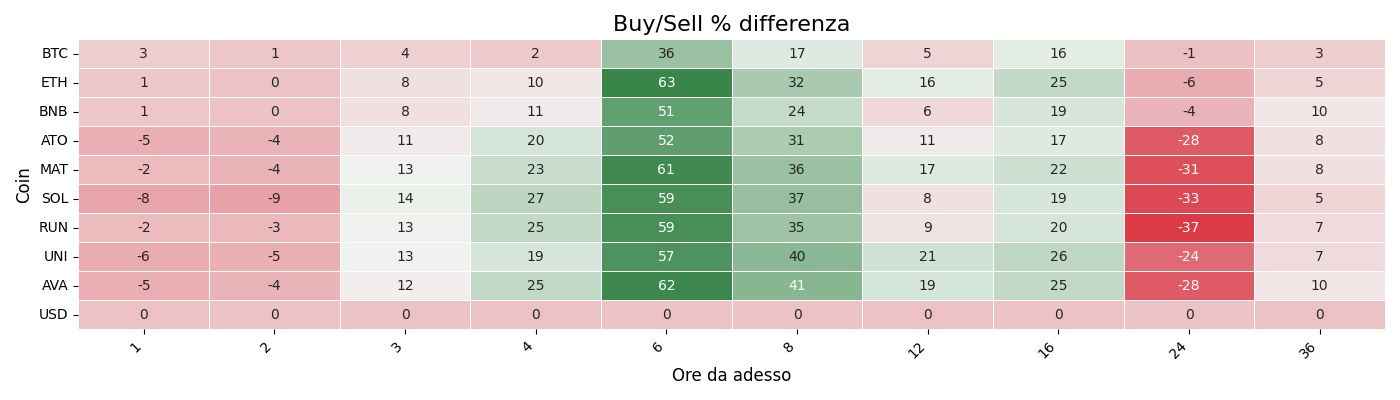 Buy/Sell % differenza
Coin
BTC 3 1 4 2 36 17 5 16 -1 3
ETH 1 0 8 10 63 32 16 25 -6 5
BNB 1 0 8 11 51 24 6 19 -4 10
ATO -5 -4 11 20 52 31 11 17 -28 8
MAT -2 -4 13 23 61 36 17 22 -31 8
SOL -8 -9 14 27 59 37 8 19 -33 5
RUN -2 -3 13 25 59 35 9 20 -37 7
UNI -6 -5 13 19 57 40 21 26 -24 7
AVA -5 -4 12 25 62 41 19 25 -28 10
USD 0 0 0 0 0 0 0 0 0 0
1 2 3 4 6 8 12 16 24 36
Ore da adesso